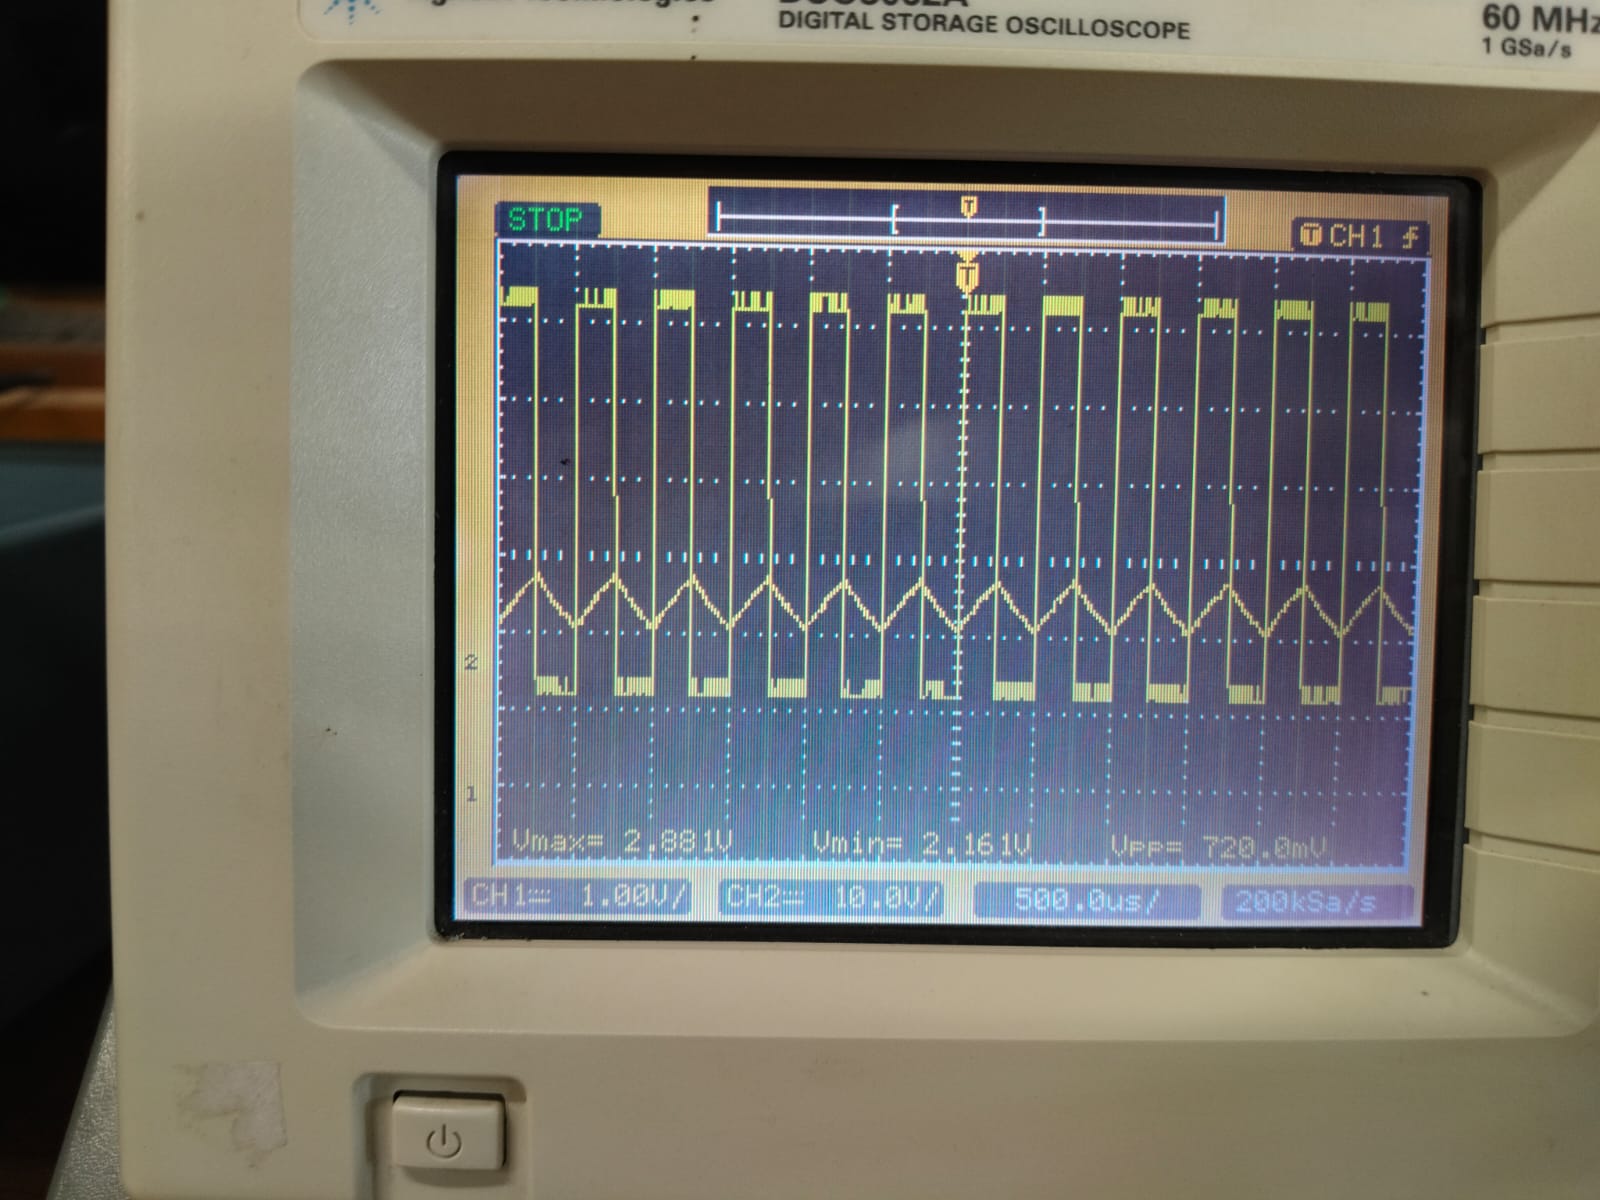 DIGITAL STORAGE OSCILLOSCOPE
60 MHz
1 GSa/s
STOP
T
T CH1
T
2
1
Vmax= 2.881V Vmin= 2.161V Vpp= 720.0mV
CH1 1.00V/ CH2 10.0V/ 500.0us/ 200kSa/s